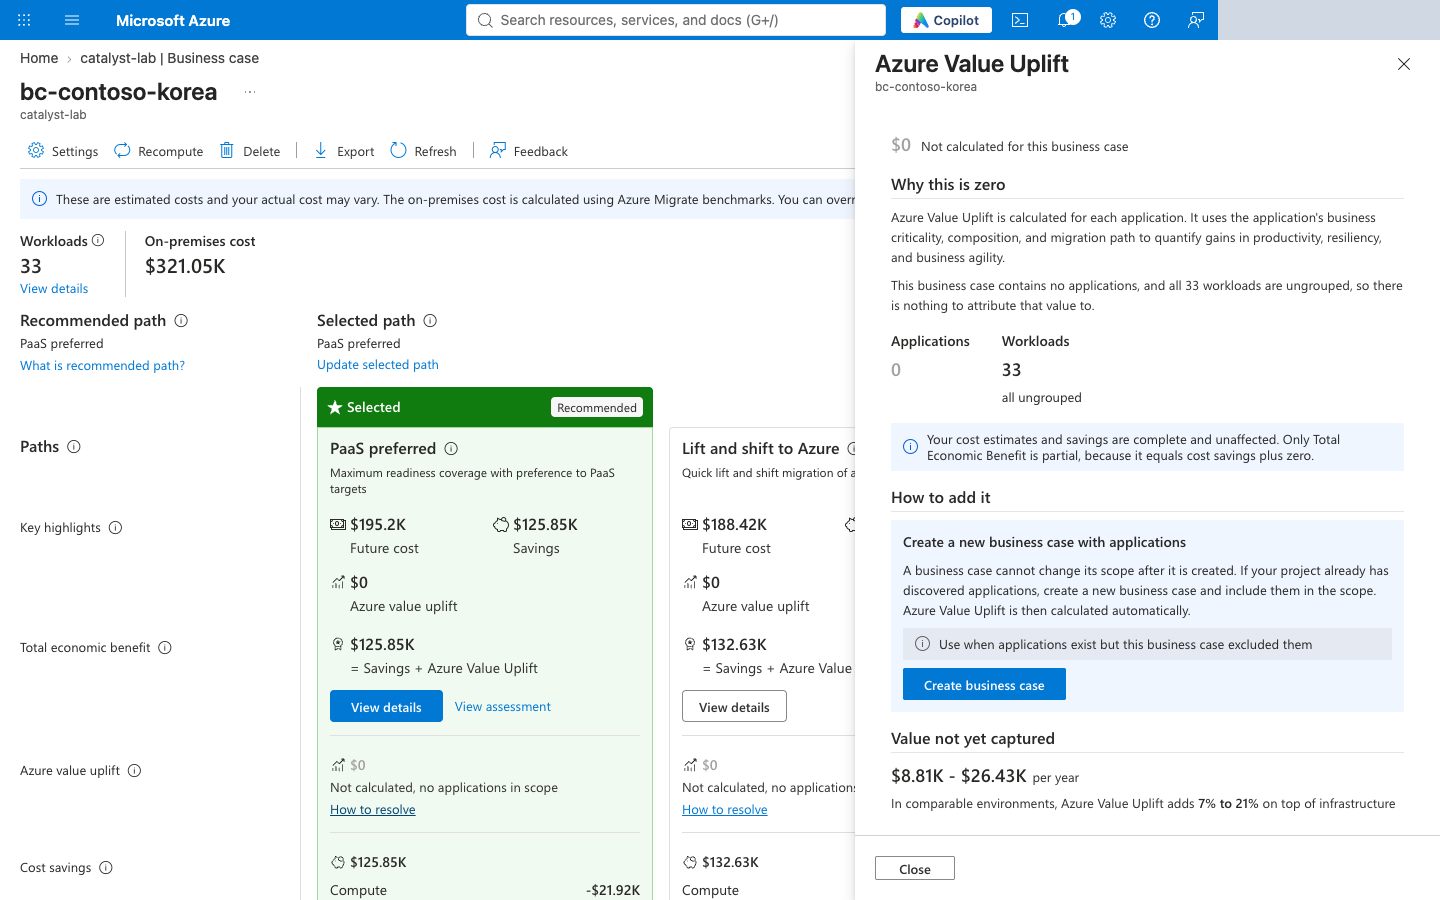 Microsoft Azure
Search resources, services, and docs (G+/)
Copilot
1
Home > catalyst-lab | Business case
bc-contoso-korea ...
catalyst-lab
Settings Recompute Delete Export Refresh Feedback
These are estimated costs and your actual cost may vary. The on-premises cost is calculated using Azure Migrate benchmarks. You can overr
Workloads
33
View details
On-premises cost
$321.05K
Recommended path
PaaS preferred
What is recommended path?
Selected path
PaaS preferred
Update selected path
Selected
Recommended
Paths
PaaS preferred
Maximum readiness coverage with preference to PaaS
targets
Lift and shift to Azure
Quick lift and shift migration of a
Key highlights
$195.2K
Future cost
$125.85K
Savings
$188.42K
Future cost
$0
Azure value uplift
$0
Azure value uplift
Total economic benefit
$125.85K
= Savings + Azure Value Uplift
$132.63K
= Savings + Azure Value
View details
View assessment
View details
Azure value uplift
$0
Not calculated, no applications in scope
How to resolve
$0
Not calculated, no applications
How to resolve
Cost savings
$125.85K
Compute -$21.92K
$132.63K
Compute
Azure Value Uplift
bc-contoso-korea
$0 Not calculated for this business case
Why this is zero
Azure Value Uplift is calculated for each application. It uses the application's business
criticality, composition, and migration path to quantify gains in productivity, resiliency,
and business agility.
This business case contains no applications, and all 33 workloads are ungrouped, so there
is nothing to attribute that value to.
Applications
0
Workloads
33
all ungrouped
Your cost estimates and savings are complete and unaffected. Only Total
Economic Benefit is partial, because it equals cost savings plus zero.
How to add it
Create a new business case with applications
A business case cannot change its scope after it is created. If your project already has
discovered applications, create a new business case and include them in the scope.
Azure Value Uplift is then calculated automatically.
Use when applications exist but this business case excluded them
Create business case
Value not yet captured
$8.81K - $26.43K per year
In comparable environments, Azure Value Uplift adds 7% to 21% on top of infrastructure
Close